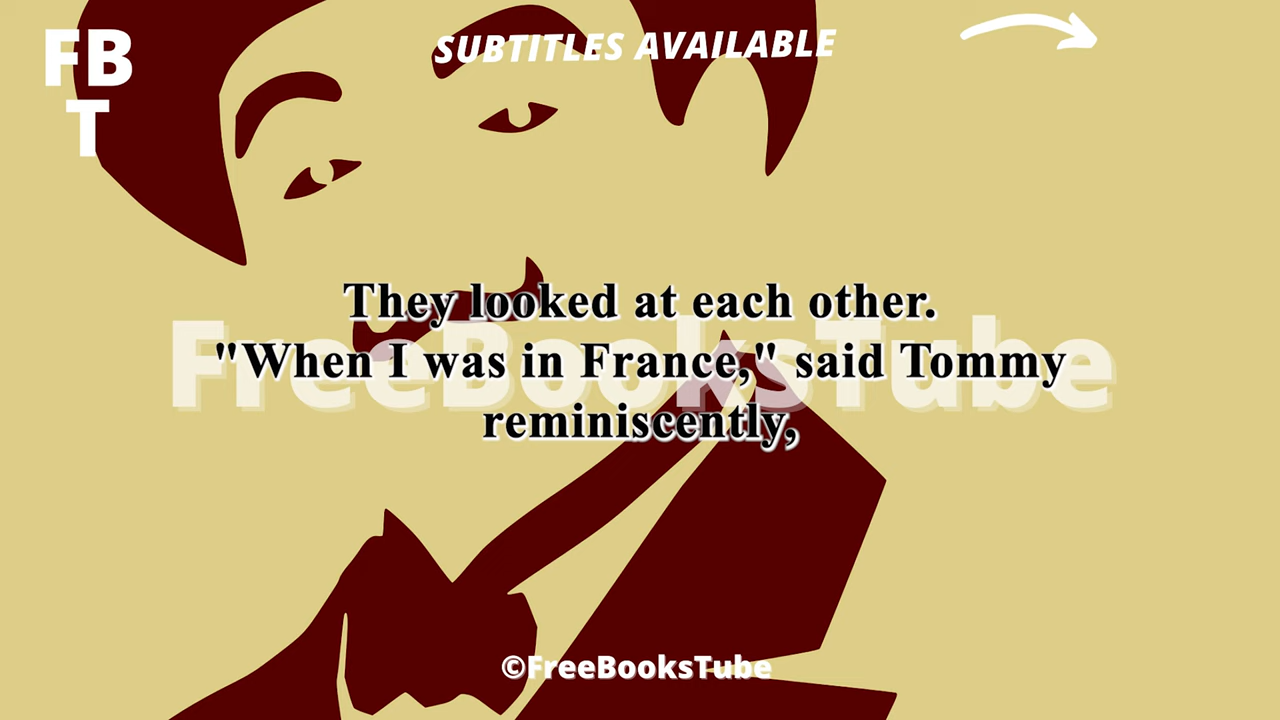 FB
T
SUBTITLES AVAILABLE
They looked at each other.
FreeBooksTube
"When I was in France," said Tommy
reminiscently,
©FreeBooksTube